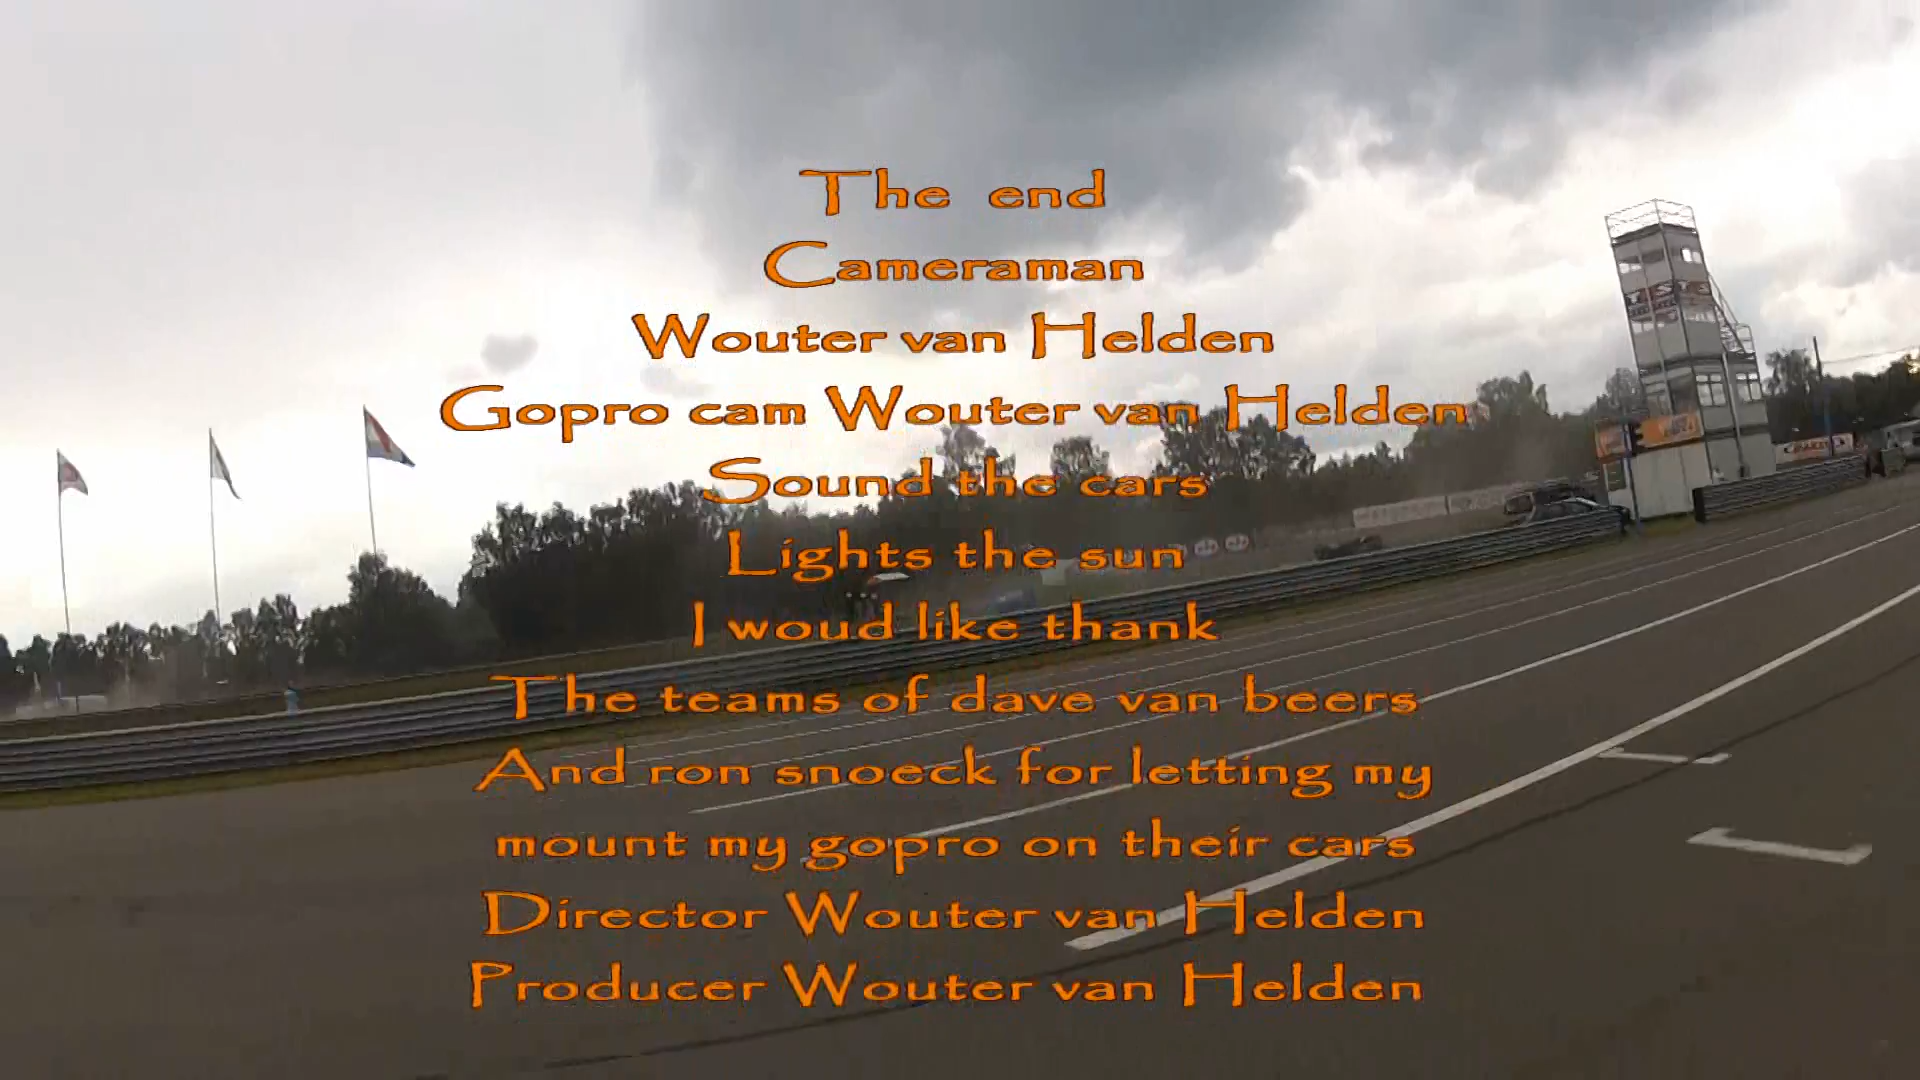 The end
Cameraman
Wouter van Helden
Gopro cam Wouter van Helden
Sound the cars
Lights the sun
I woud like thank
The teams of dave van beers
And ron snoeck for letting my
mount my gopro on their cars
Director Wouter van Helden
Producer Wouter van Helden